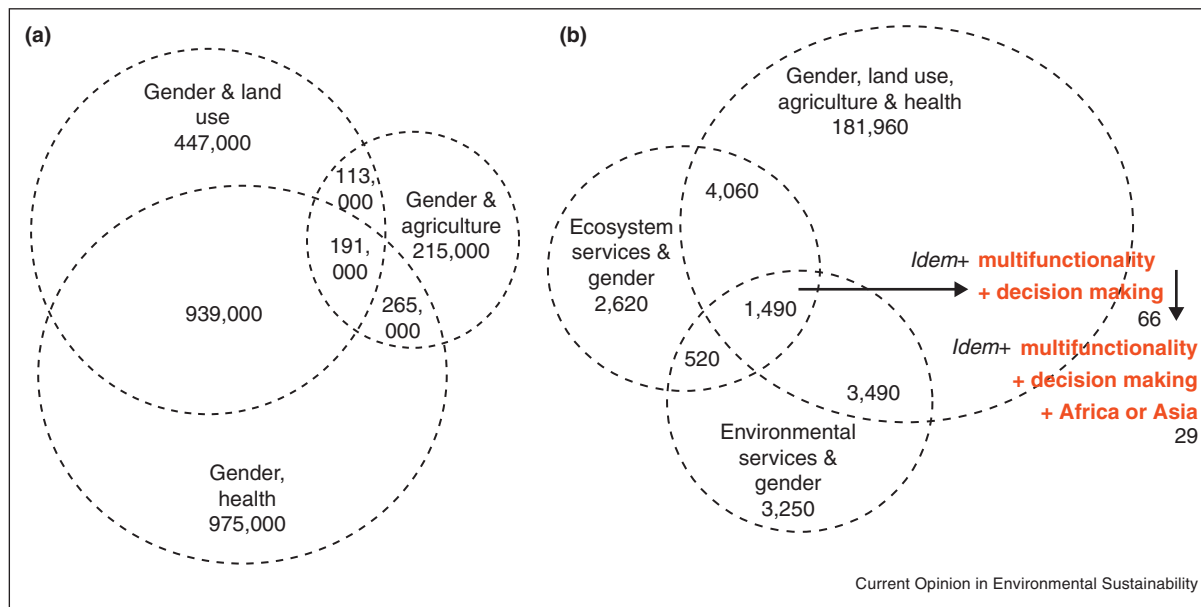 (a)
Gender & land
use
447,000
113,
000
Gender &
agriculture
215,000
191,
000
939,000
265,
000
Gender,
health
975,000
(b)
Gender, land use,
agriculture & health
181,960
4,060
Ecosystem
services &
gender
2,620
Idem+ multifunctionality
+ decision making
66
1,490
520
Idem+ multifunctionality
+ decision making
+ Africa or Asia
29
3,490
Environmental
services &
gender
3,250
Current Opinion in Environmental Sustainability